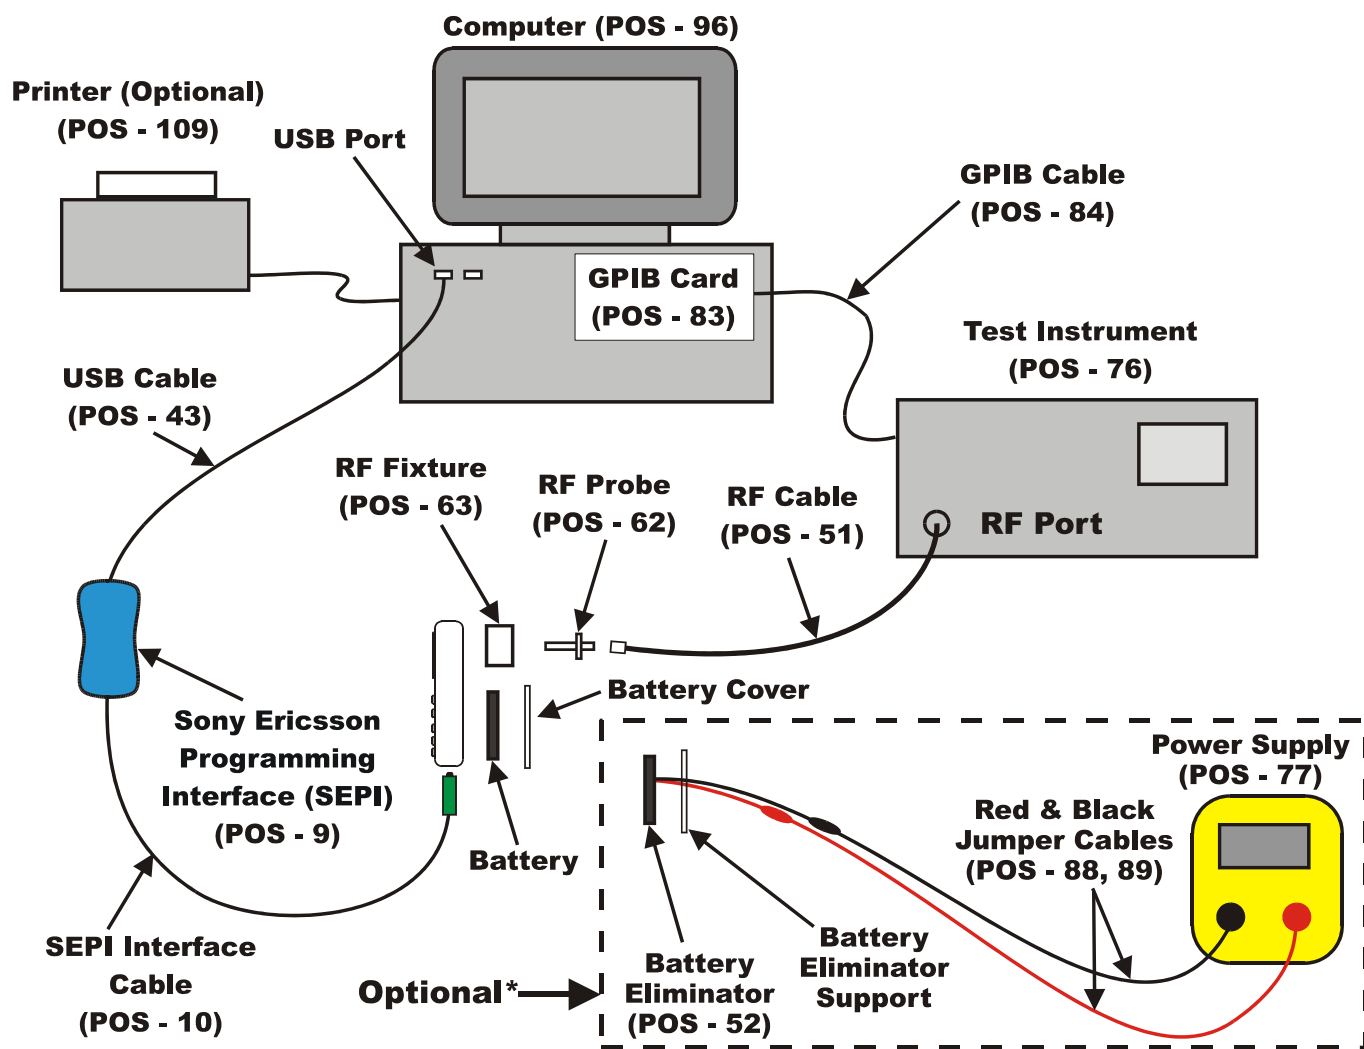 Computer (POS - 96)
Printer (Optional)
(POS - 109)
USB Port
GPIB Cable
(POS - 84)
GPIB Card
(POS - 83)
Test Instrument
(POS - 76)
USB Cable
(POS - 43)
RF Fixture
(POS - 63)
RF Probe
(POS - 62)
RF Cable
(POS - 51)
RF Port
Battery Cover
Sony Ericsson
Programming
Interface (SEPI)
(POS - 9)
Battery
Power Supply
(POS - 77)
Red & Black
Jumper Cables
(POS - 88, 89)
SEPI Interface
Cable
(POS - 10)
Optional*
Battery
Eliminator
(POS - 52)
Battery
Eliminator
Support